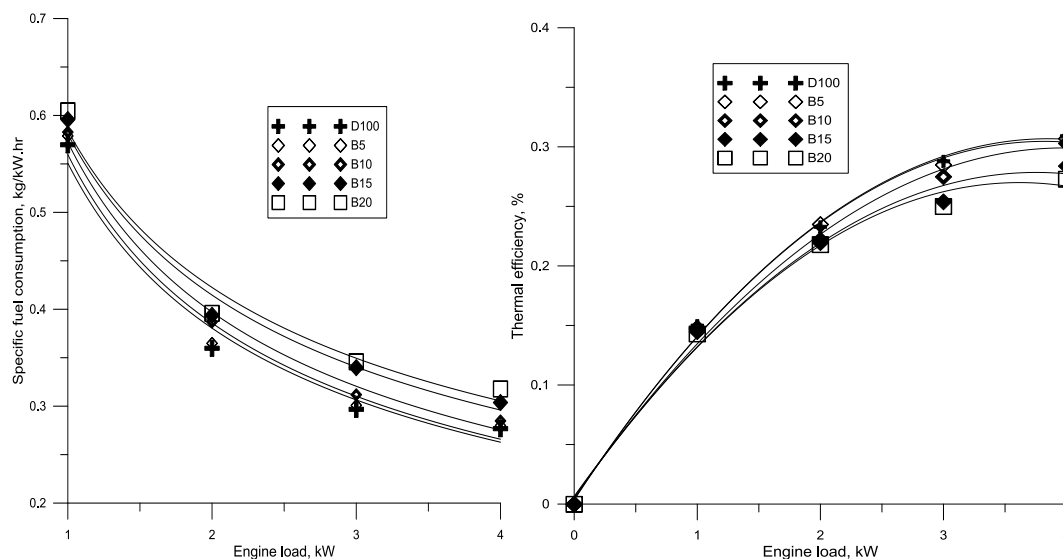 0.7
0.6
0.5
0.4
0.3
0.2
Specific fuel consumption, kg/kW.hr
D100
B5
B10
B15
B20
1
2
3
4
Engine load, kW
0.4
0.3
0.2
0.1
0
Thermal efficiency, %
D100
B5
B10
B15
B20
0
1
2
3
Engine load, kW